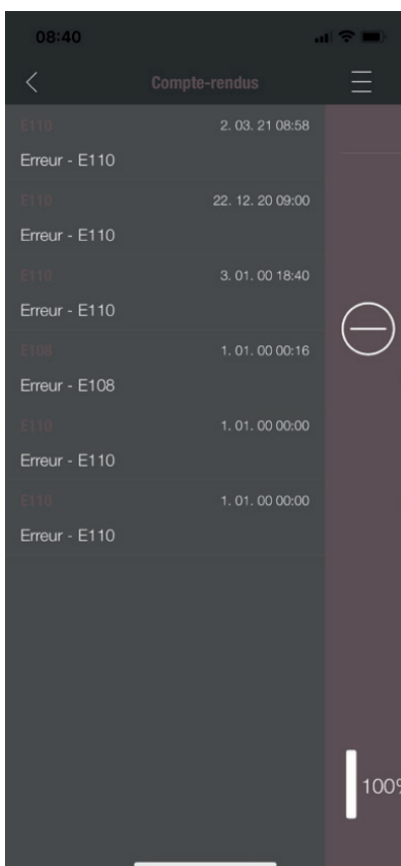 08:40
Compte-rendus
E110 2. 03. 21 08:58
Erreur - E110
E110 22. 12. 20 09:00
Erreur - E110
E110 3. 01. 00 18:40
Erreur - E110
E108 1. 01. 00 00:16
Erreur - E108
E110 1. 01. 00 00:00
Erreur - E110
E110 1. 01. 00 00:00
Erreur - E110
100%